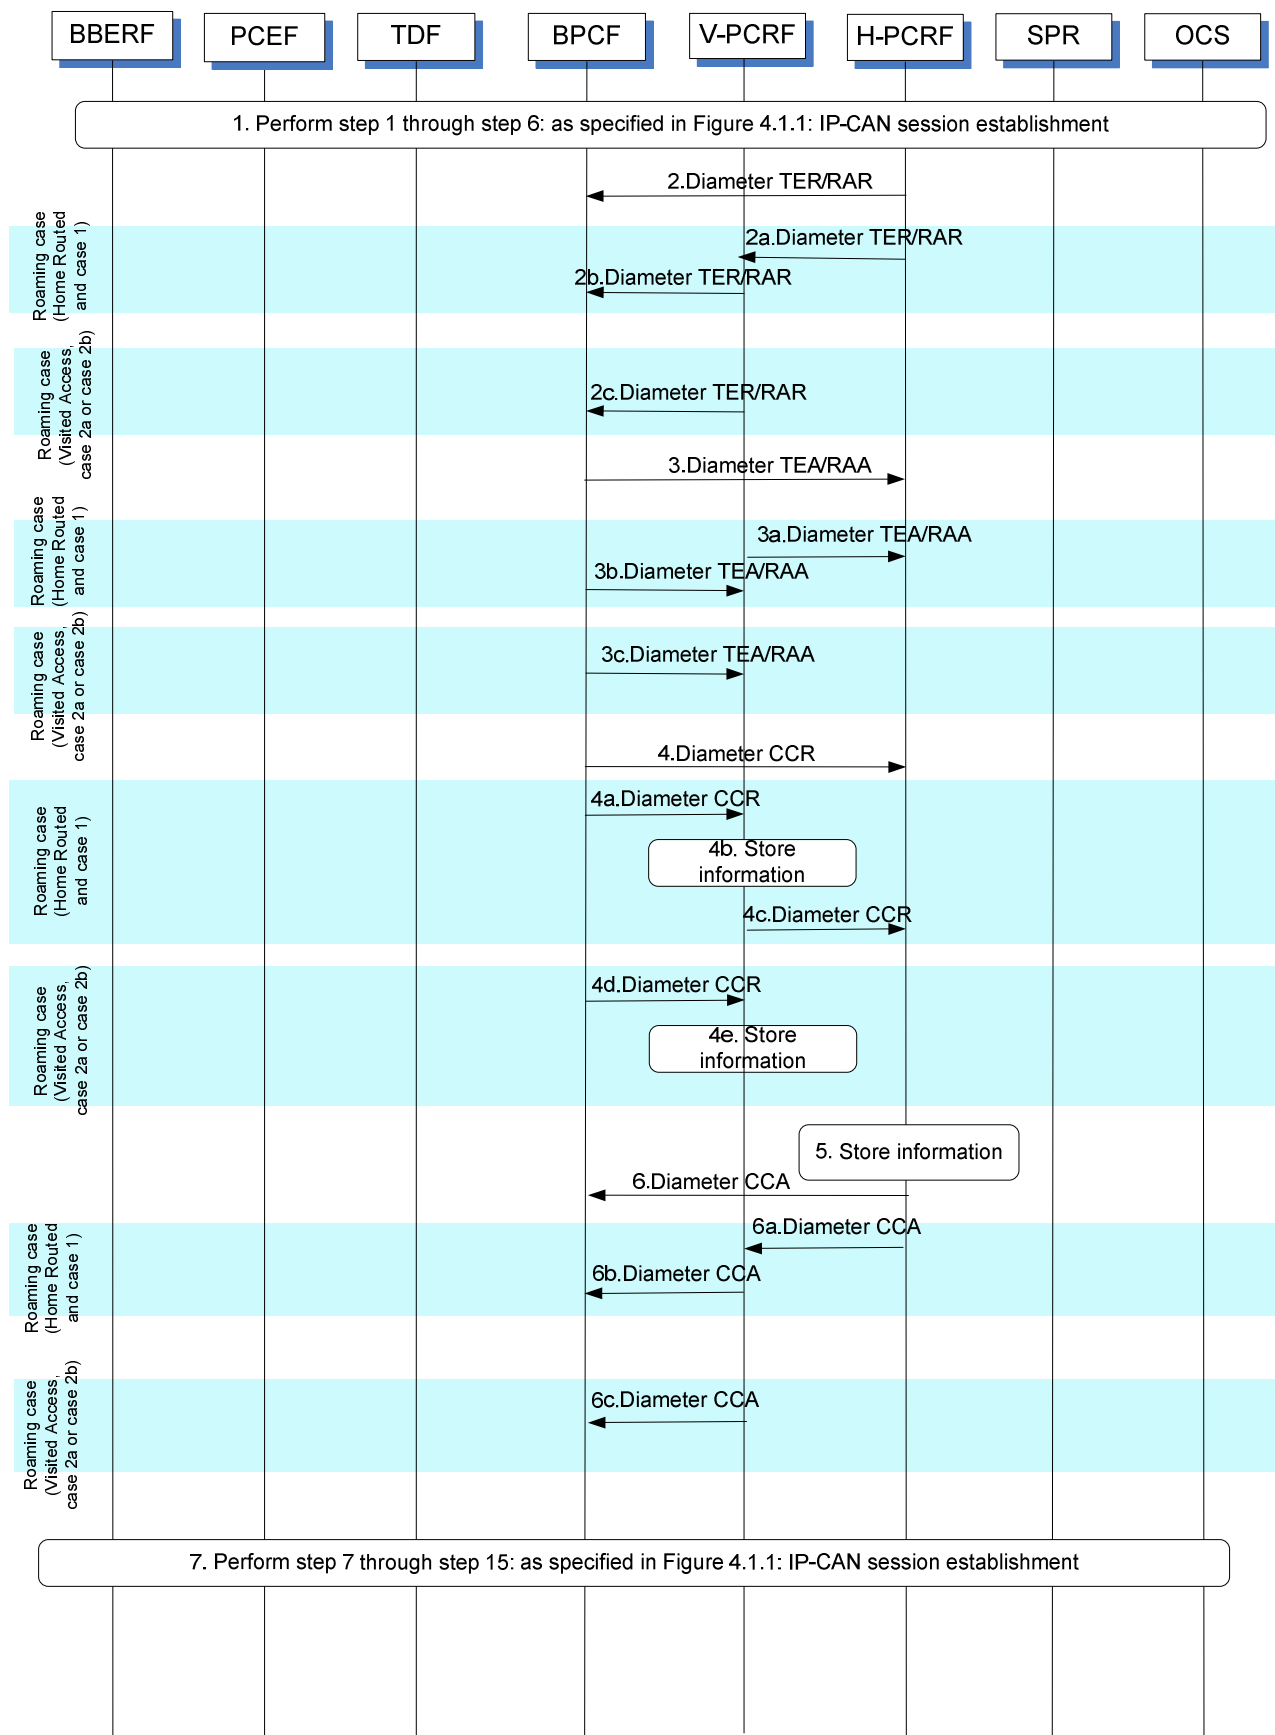 BBERF
PCEF
TDF
BPCF
V-PCRF
H-PCRF
SPR
OCS
1. Perform step 1 through step 6: as specified in Figure 4.1.1: IP-CAN session establishment
2.Diameter TER/RAR
Roaming case
(Home Routed
and case 1)
2a.Diameter TER/RAR
2b.Diameter TER/RAR
Roaming case
(Visited Access,
case 2a or case 2b)
2c.Diameter TER/RAR
3.Diameter TEA/RAA
Roaming case
(Home Routed
and case 1)
3a.Diameter TEA/RAA
3b.Diameter TEA/RAA
Roaming case
(Visited Access,
case 2a or case 2b)
3c.Diameter TEA/RAA
4.Diameter CCR
Roaming case
(Home Routed
and case 1)
4a.Diameter CCR
4b. Store
information
4c.Diameter CCR
Roaming case
(Visited Access,
case 2a or case 2b)
4d.Diameter CCR
4e. Store
information
5. Store information
6.Diameter CCA
Roaming case
(Home Routed
and case 1)
6a.Diameter CCA
6b.Diameter CCA
Roaming case
(Visited Access,
case 2a or case 2b)
6c.Diameter CCA
7. Perform step 7 through step 15: as specified in Figure 4.1.1: IP-CAN session establishment